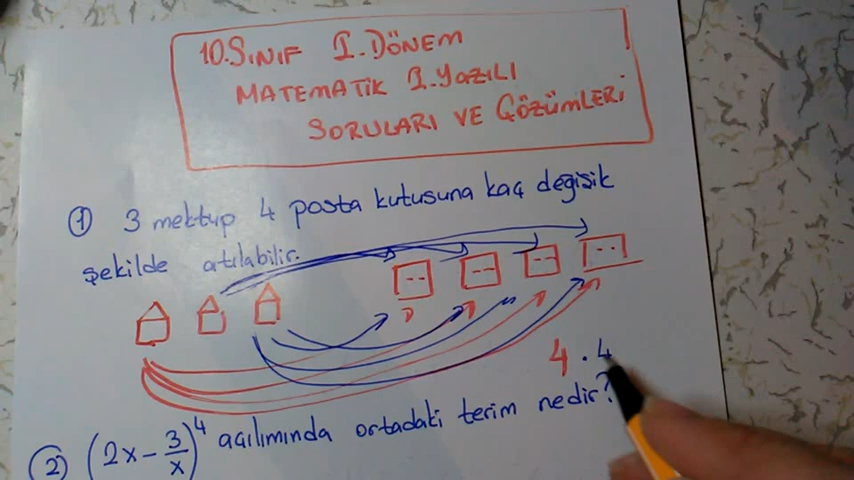 10.SINIF I.DÖNEM
MATEMATİK I.YAZILI
SORULARI VE ÇÖZÜMLERİ
① 3 mektup 4 posta kutusuna kaç değişik
şekilde atılabilir.
4 . 4
② (2x - 3/x)⁴ açılımında ortadaki terim nedir?